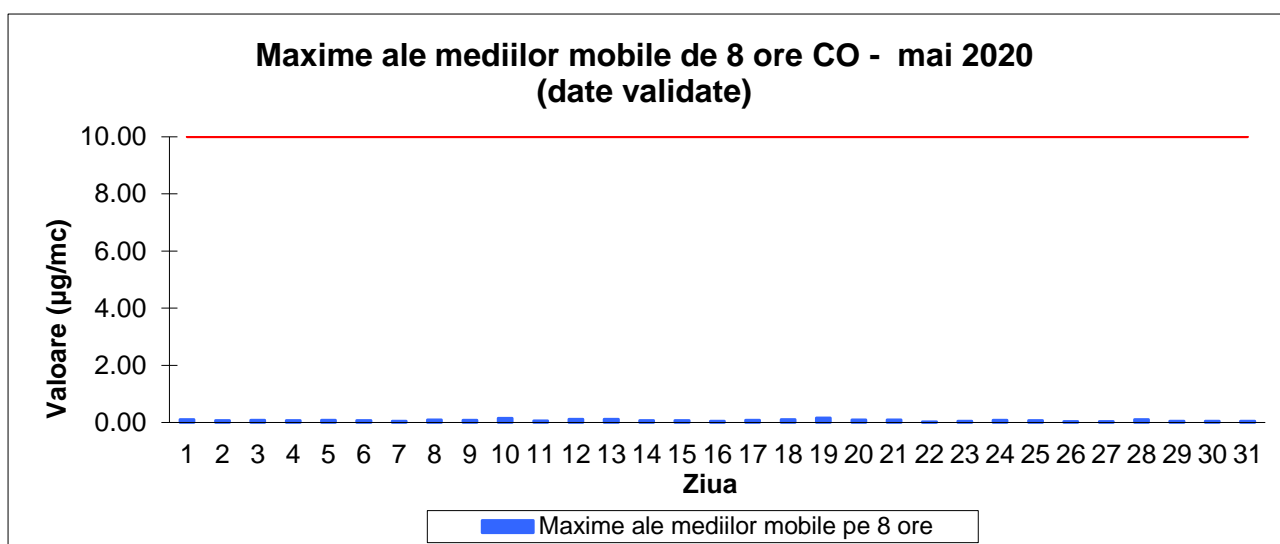 Maxime ale mediilor mobile de 8 ore CO - mai 2020
(date validate)
10.00
8.00
6.00
4.00
2.00
0.00
Valoare (µg/mc)
1 2 3 4 5 6 7 8 9 10 11 12 13 14 15 16 17 18 19 20 21 22 23 24 25 26 27 28 29 30 31
Ziua
Maxime ale mediilor mobile pe 8 ore